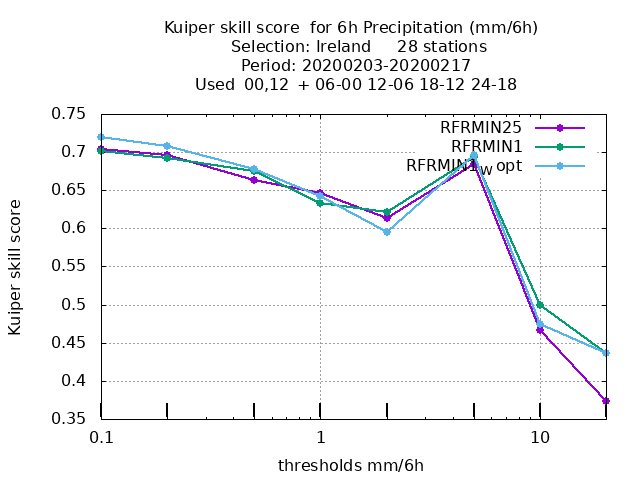 Kuiper skill score  for 6h Precipitation (mm/6h)
Selection: Ireland     28 stations
Period: 20200203-20200217
Used  00,12  + 06-00 12-06 18-12 24-18
RFRMIN25
RFRMIN1
RFRMIN1w opt
0.75
0.7
0.65
0.6
0.55
0.5
0.45
0.4
0.35
Kuiper skill score
0.1 1 10
thresholds mm/6h